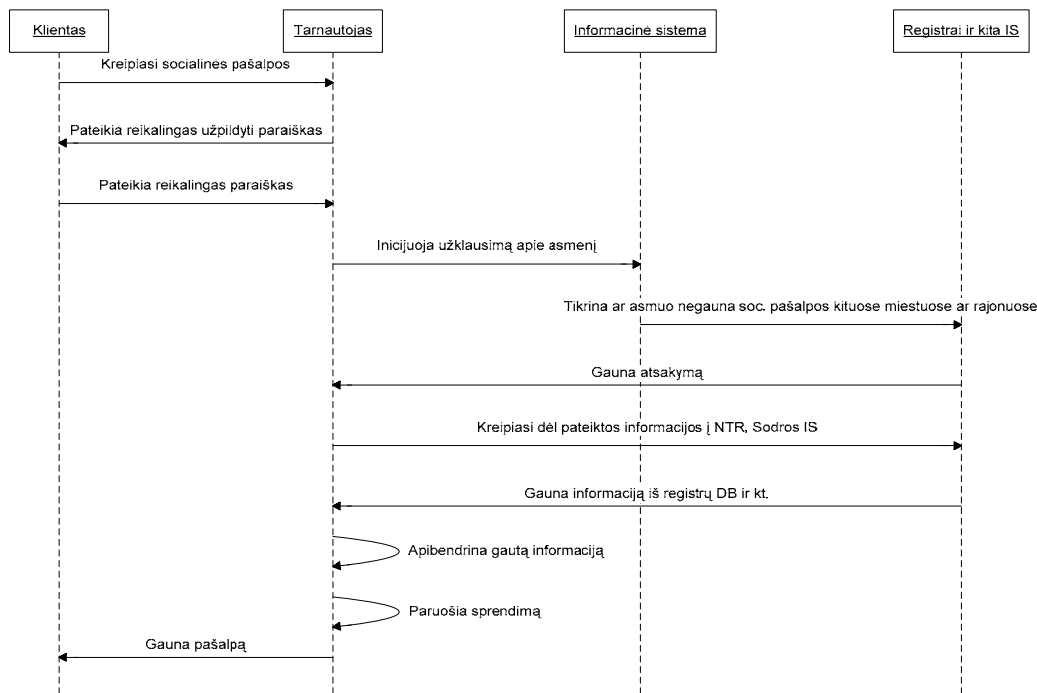 Klientas
Tarnautojas
Informacinė sistema
Registrai ir kita IS
Kreipiasi socialinės pašalpos
Pateikia reikalingas užpildyti paraiškas
Pateikia reikalingas paraiškas
Inicijuoja užklausimą apie asmenį
Tikrina ar asmuo negauna soc. pašalpos kituose miestuose ar rajonuose
Gauna atsakymą
Kreipiasi dėl pateiktos informacijos į NTR, Sodros IS
Gauna informaciją iš registrų DB ir kt.
Apibendrina gautą informaciją
Paruošia sprendimą
Gauna pašalpą